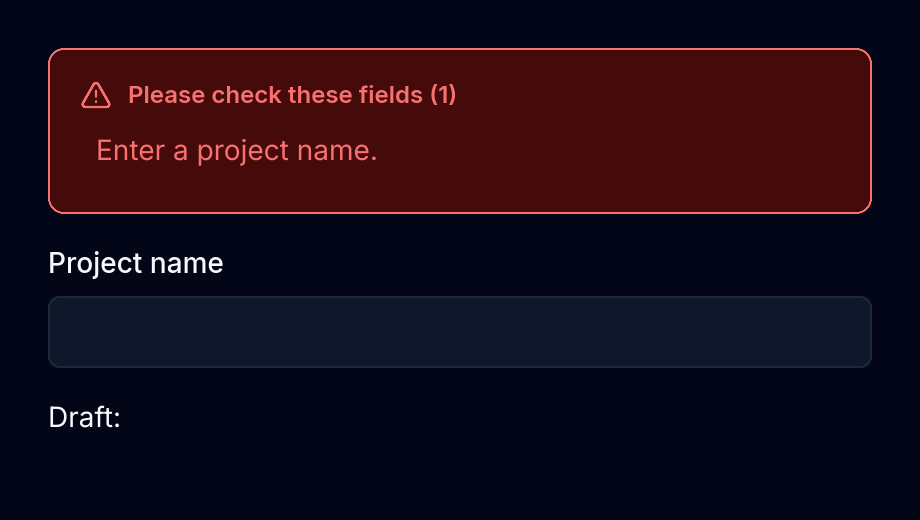 Please check these fields (1)
Enter a project name.
Project name
Draft: